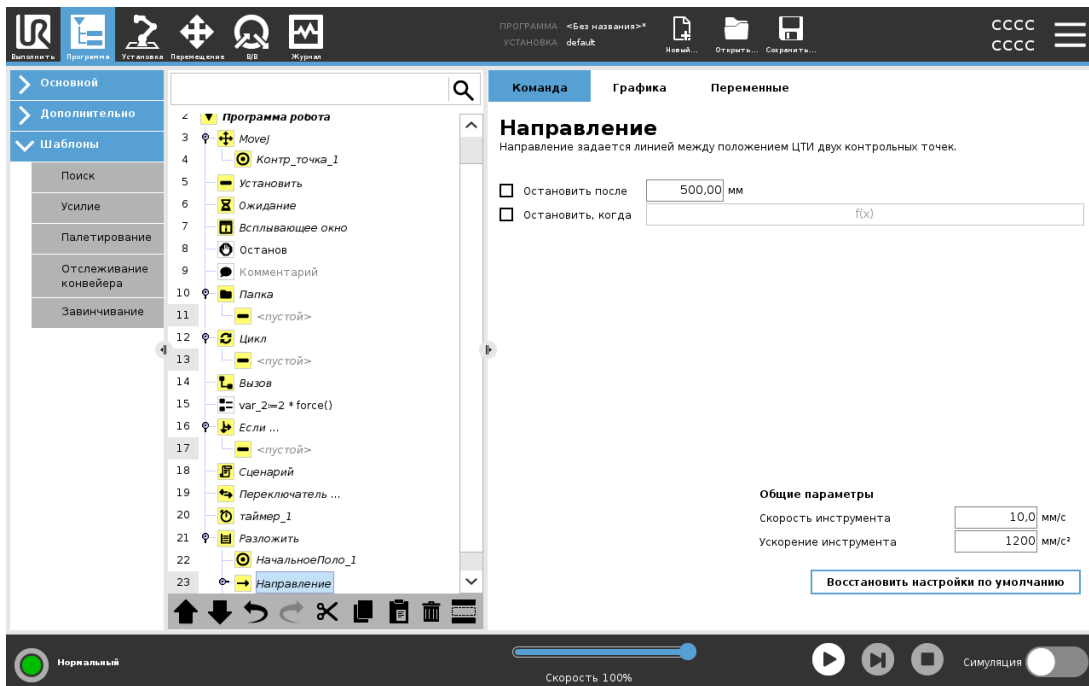 UR
Выполнить
Программа
Установка
Перемещение
В/В
Журнал
ПРОГРАММА <Без названия>*
УСТАНОВКА default
Новый...
Открыть...
Сохранить...
CCCC
CCCC
Основной
Дополнительно
Шаблоны
Поиск
Усилие
Палетирование
Отслеживание
конвейера
Завинчивание
2 Программа робота
3 MoveJ
4 Контр_точка_1
5 Установить
6 Ожидание
7 Всплывающее окно
8 Останов
9 Комментарий
10 Папка
11 <пустой>
12 Цикл
13 <пустой>
14 Вызов
15 var_2≔2 * force()
16 Если ...
17 <пустой>
18 Сценарий
19 Переключатель ...
20 таймер_1
21 Разложить
22 НачальноеПоло_1
23 Направление
Команда
Графика
Переменные
Направление
Направление задается линией между положением ЦТИ двух контрольных точек.
Остановить после 500,00 мм
Остановить, когда f(x)
Общие параметры
Скорость инструмента 10,0 мм/с
Ускорение инструмента 1200 мм/с²
Восстановить настройки по умолчанию
Нормальный
Скорость 100%
Симуляция